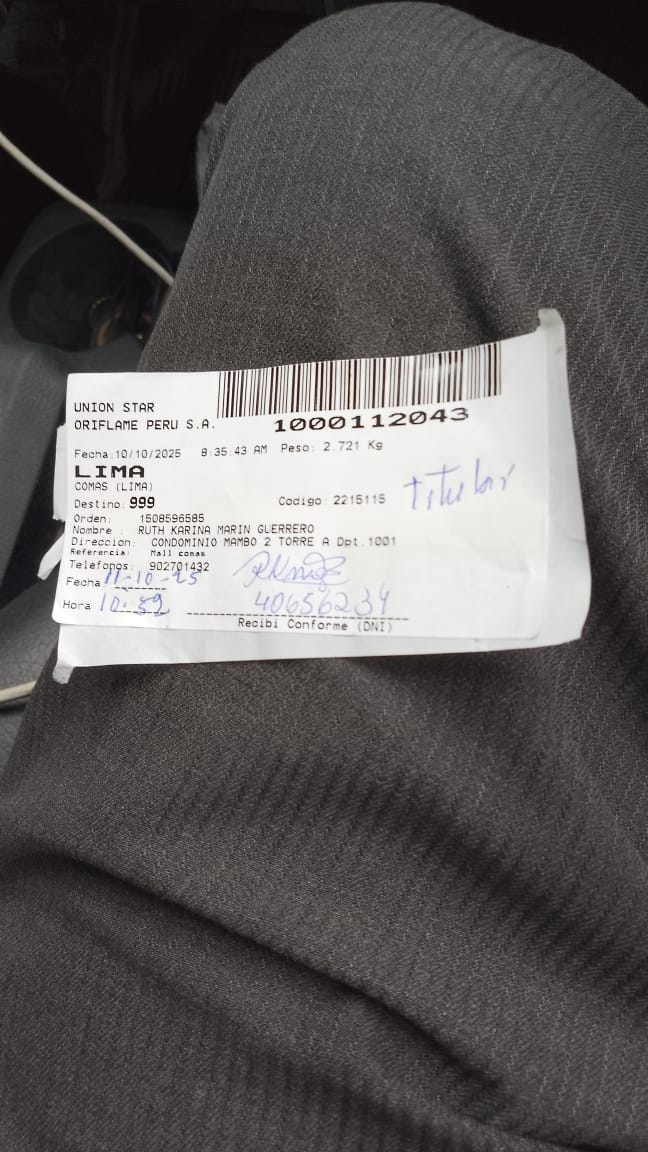 UNION STAR
ORIFLAME PERU S.A.
1000112043
Fecha:10/10/2025 8:35:43 AM Peso: 2.721 Kg
LIMA
COMAS (LIMA)
Titular
Destino: 999 Codigo: 2215115
Orden: 1508596585
Nombre : RUTH KARINA MARIN GUERRERO
Direccion: CONDOMINIO MAMBO 2 TORRE A Dpt.1001
Referencia: Mall comas
Telefonos: 902701432
Fecha 11-10-25
Hora 10:39 40656234
Recibi Conforme (DNI)